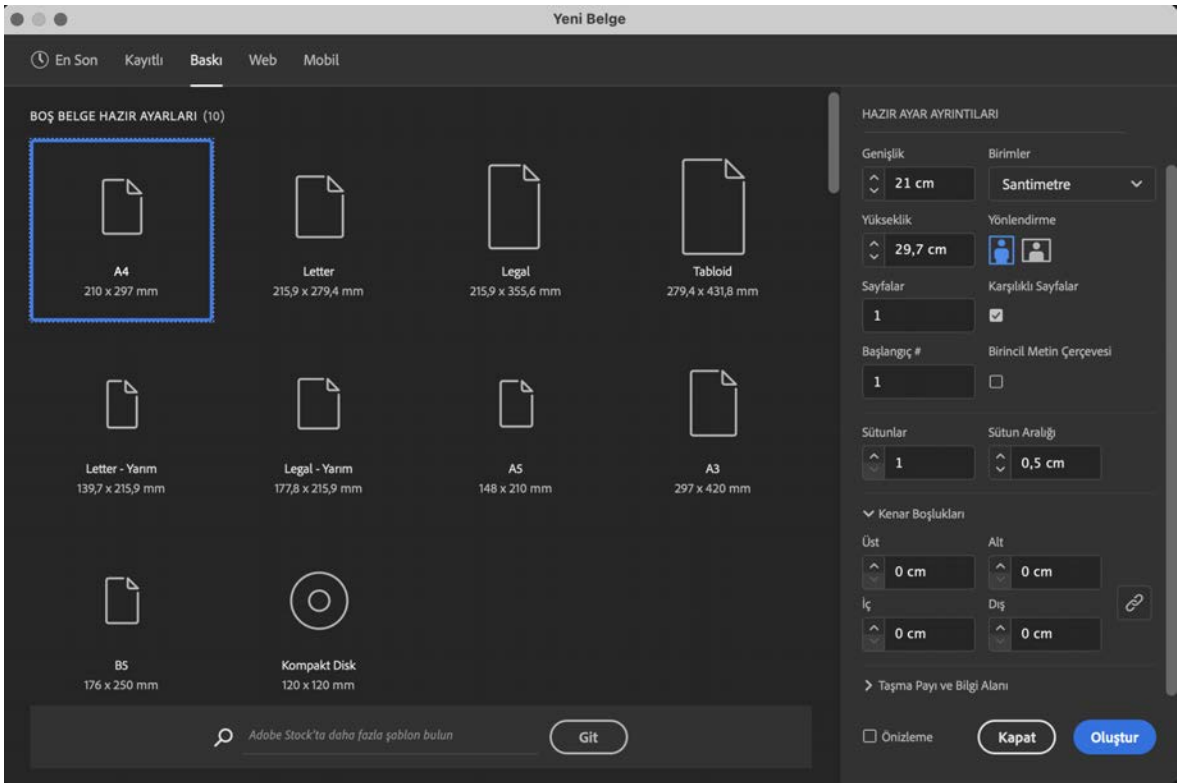 Yeni Belge
En Son Kayıtlı Baskı Web Mobil
BOŞ BELGE HAZIR AYARLARI (10)
A4
210 x 297 mm
Letter
215,9 x 279,4 mm
Legal
215,9 x 355,6 mm
Tabloid
279,4 x 431,8 mm
Letter - Yarım
139,7 x 215,9 mm
Legal - Yarım
177,8 x 215,9 mm
A5
148 x 210 mm
A3
297 x 420 mm
B5
176 x 250 mm
Kompakt Disk
120 x 120 mm
Adobe Stock'ta daha fazla şablon bulun
Git
HAZIR AYAR AYRINTILARI
Genişlik Birimler
21 cm Santimetre
Yükseklik Yönlendirme
29,7 cm
Sayfalar Karşılıklı Sayfalar
1
Başlangıç # Birincil Metin Çerçevesi
1
Sütunlar Sütun Aralığı
1 0,5 cm
Kenar Boşlukları
Üst Alt
0 cm 0 cm
İç Dış
0 cm 0 cm
Taşma Payı ve Bilgi Alanı
Önizleme Kapat Oluştur